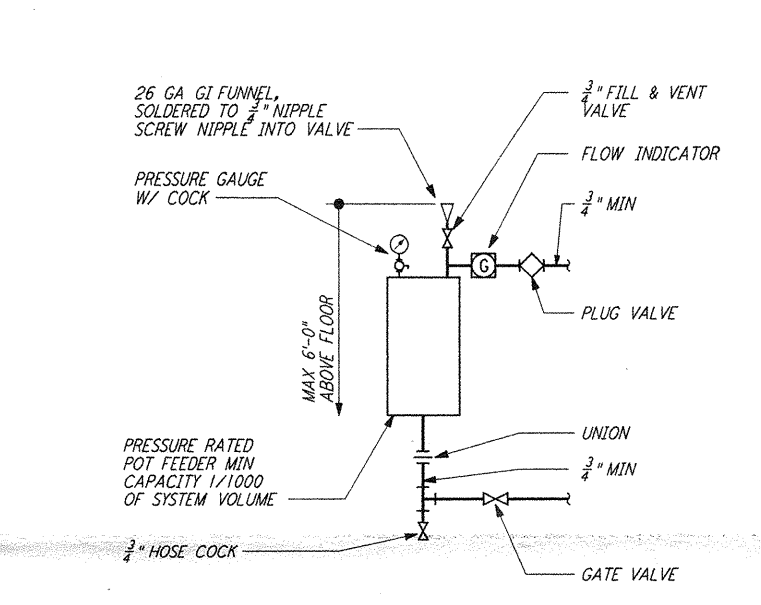 26 GA GI FUNNEL,
SOLDERED TO 3/4" NIPPLE
SCREW NIPPLE INTO VALVE
3/4" FILL & VENT
VALVE
FLOW INDICATOR
PRESSURE GAUGE
W/ COCK
3/4" MIN
G
PLUG VALVE
MAX 6'-0"
ABOVE FLOOR
UNION
PRESSURE RATED
POT FEEDER MIN
CAPACITY 1/1000
OF SYSTEM VOLUME
3/4" MIN
3/4" HOSE COCK
GATE VALVE